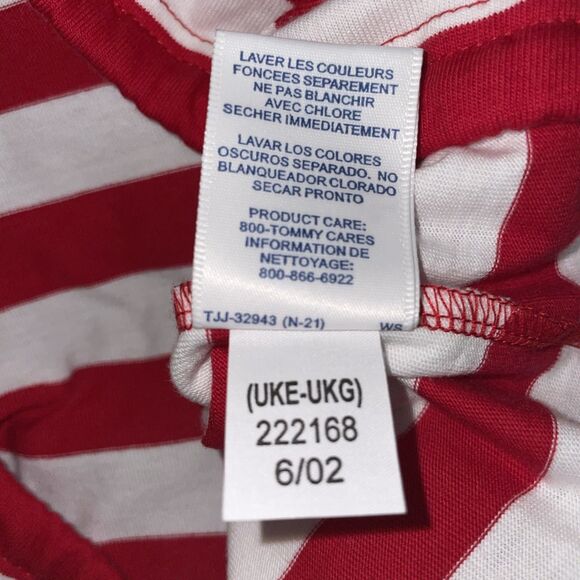 LAVER LES COULEURS
FONCEES SEPAREMENT
NE PAS BLANCHIR
AVEC CHLORE
SECHER IMMEDIATEMENT
LAVAR LOS COLORES
OSCUROS SEPARADO. NO
BLANQUEADOR CLORADO
SECAR PRONTO
PRODUCT CARE:
800-TOMMY CARES
INFORMATION DE
NETTOYAGE:
800-866-6922
TJJ-32943 (N-21) WS
(UKE-UKG)
222168
6/02